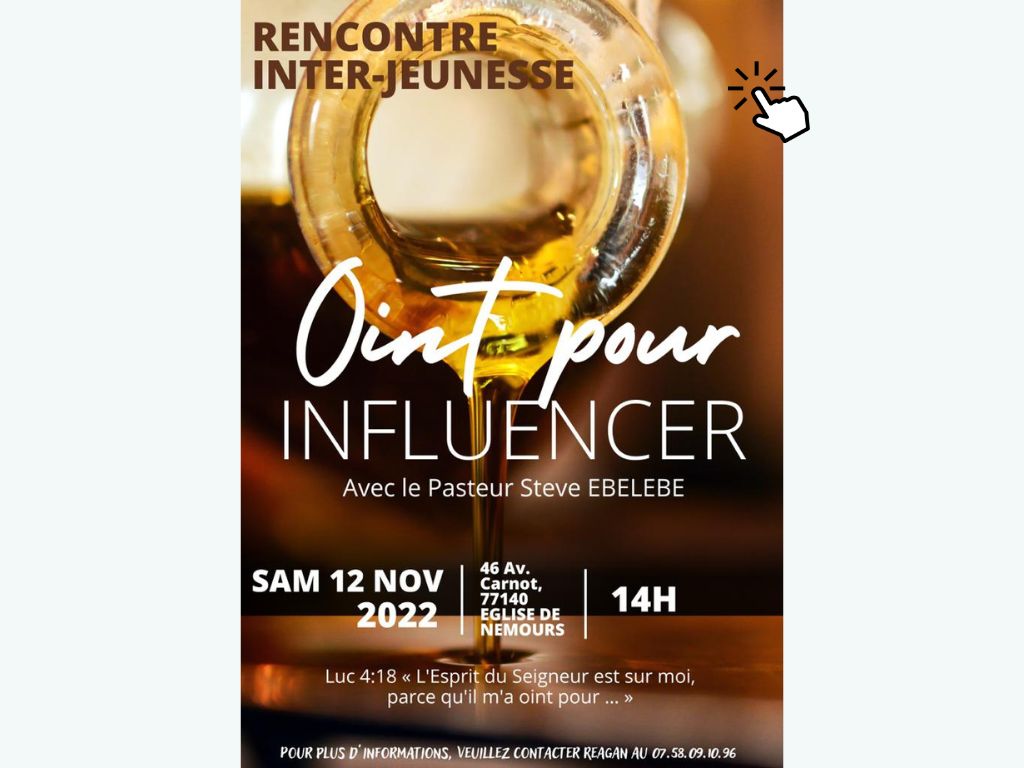 RENCONTRE
INTER-JEUNESSE
Oint pour
INFLUENCER
Avec le Pasteur Steve EBELEBE
SAM 12 NOV
2022
46 Av.
Carnot,
77140
EGLISE DE
NEMOURS
14H
Luc 4:18 « L'Esprit du Seigneur est sur moi,
parce qu'il m'a oint pour ... »
POUR PLUS D'INFORMATIONS, VEUILLEZ CONTACTER REAGAN AU 07.58.09.10.96